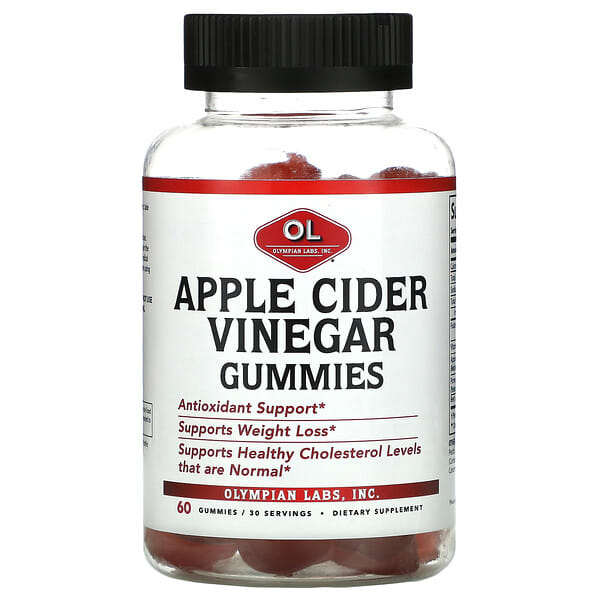 OL
OLYMPIAN LABS, INC.
APPLE CIDER
VINEGAR
GUMMIES
Antioxidant Support*
Supports Weight Loss*
Supports Healthy Cholesterol Levels
that are Normal*
OLYMPIAN LABS, INC.
60 GUMMIES / 30 SERVINGS • DIETARY SUPPLEMENT